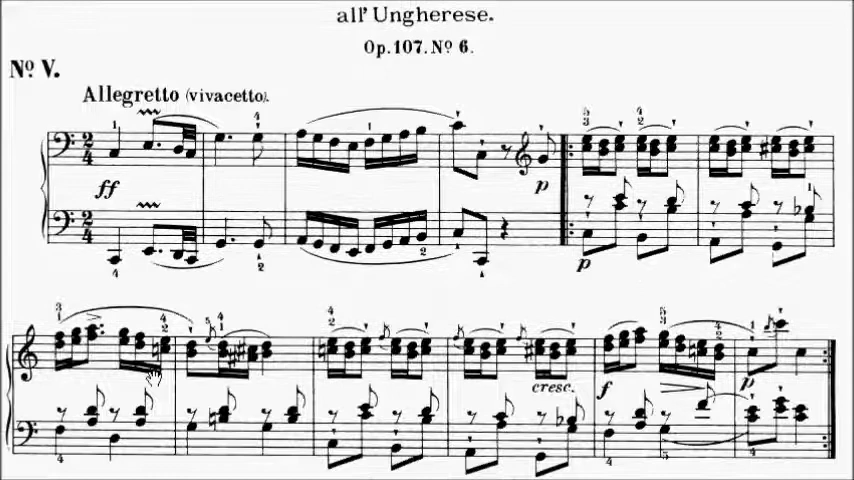 all' Ungherese.
Op. 107. Nº 6.
Nº V.
Allegretto (vivacetto).
ff
p
p
cresc.
f
p